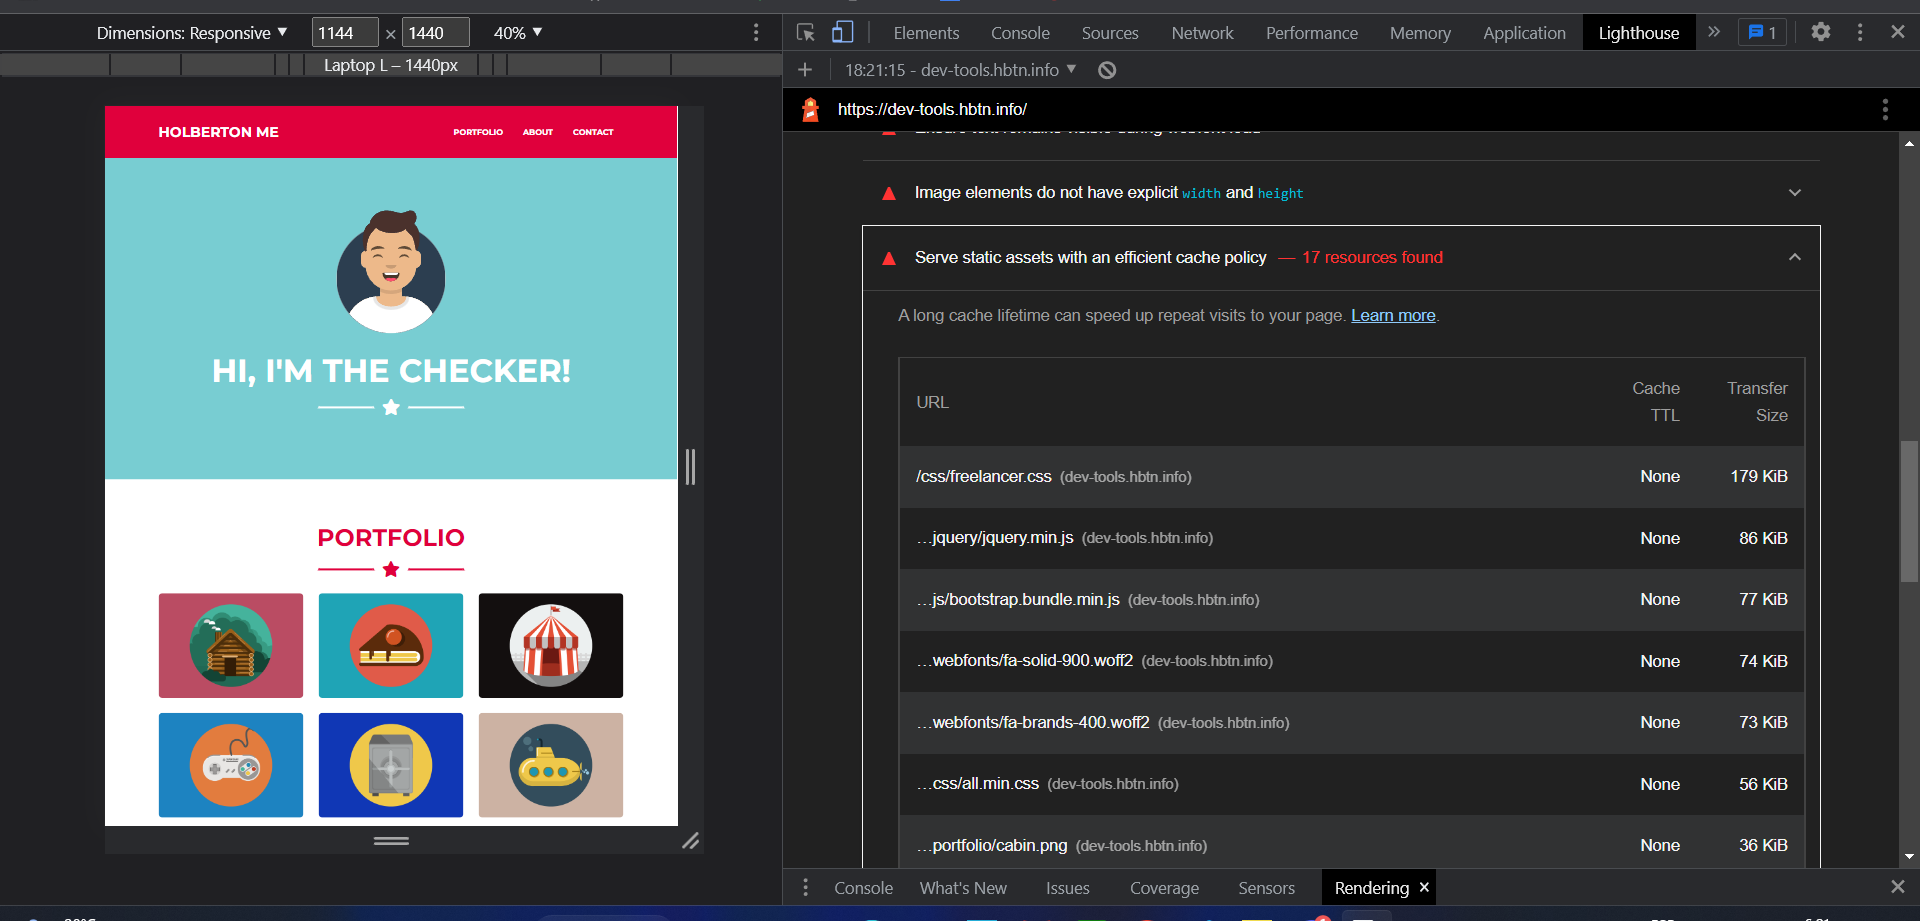 Dimensions: Responsive ▼ 1144 × 1440 40% ▼
Laptop L – 1440px
HOLBERTON ME
PORTFOLIO ABOUT CONTACT
HI, I'M THE CHECKER!
PORTFOLIO
Elements Console Sources Network Performance Memory Application Lighthouse » 1
18:21:15 - dev-tools.hbtn.info ▼
https://dev-tools.hbtn.info/
Image elements do not have explicit width and height
Serve static assets with an efficient cache policy — 17 resources found
A long cache lifetime can speed up repeat visits to your page. Learn more.
URL Cache TTL Transfer Size
/css/freelancer.css (dev-tools.hbtn.info) None 179 KiB
…jquery/jquery.min.js (dev-tools.hbtn.info) None 86 KiB
…js/bootstrap.bundle.min.js (dev-tools.hbtn.info) None 77 KiB
…webfonts/fa-solid-900.woff2 (dev-tools.hbtn.info) None 74 KiB
…webfonts/fa-brands-400.woff2 (dev-tools.hbtn.info) None 73 KiB
…css/all.min.css (dev-tools.hbtn.info) None 56 KiB
…portfolio/cabin.png (dev-tools.hbtn.info) None 36 KiB
Console What's New Issues Coverage Sensors Rendering ×